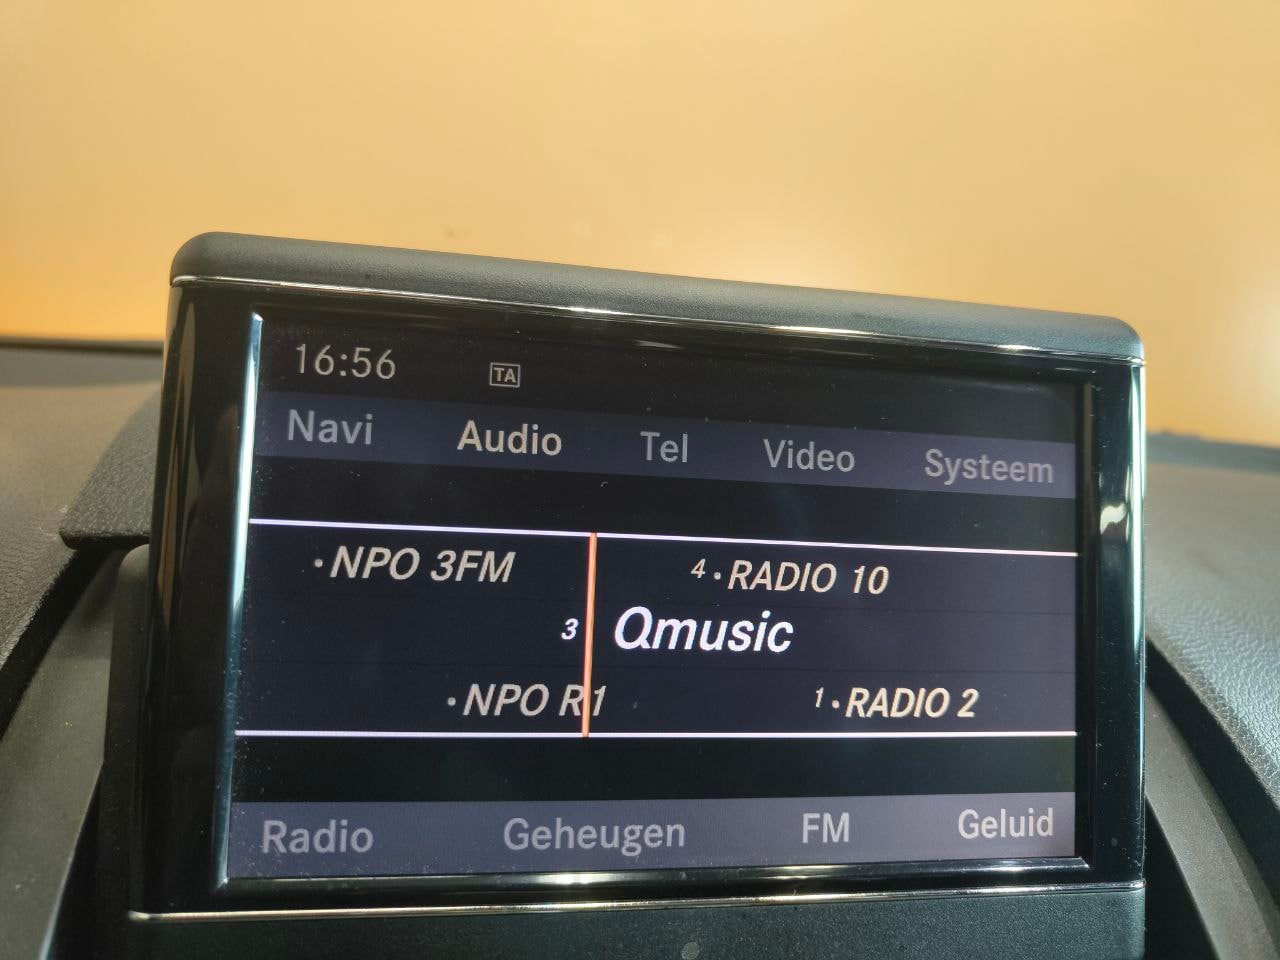 16:56 TA
Navi Audio Tel Video Systeem
·NPO 3FM 4·RADIO 10
3 Qmusic
·NPO R1 1·RADIO 2
Radio Geheugen FM Geluid